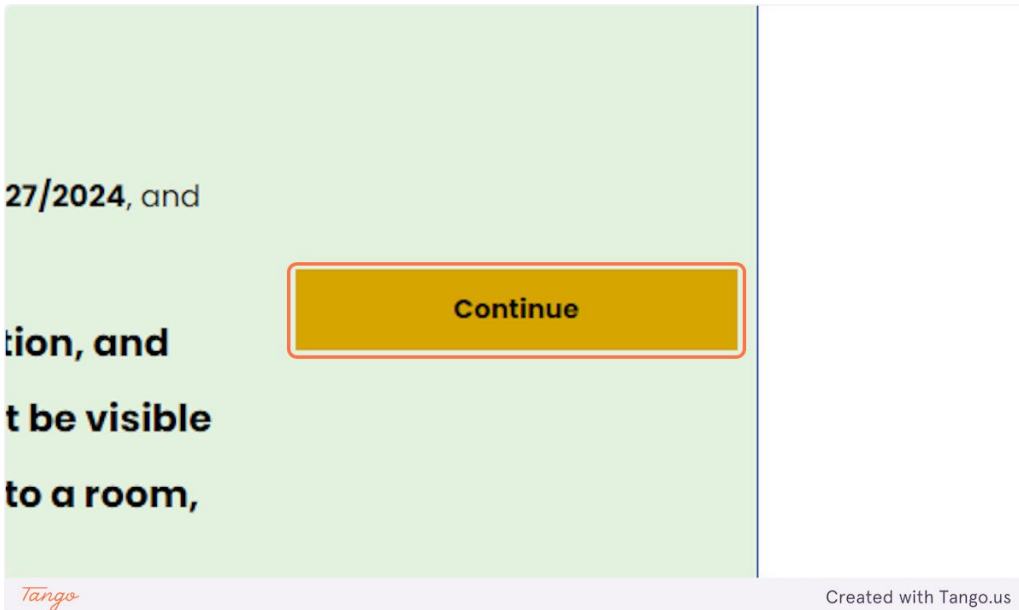 27/2024, and
Continue
tion, and
t be visible
to a room,
Tango
Created with Tango.us